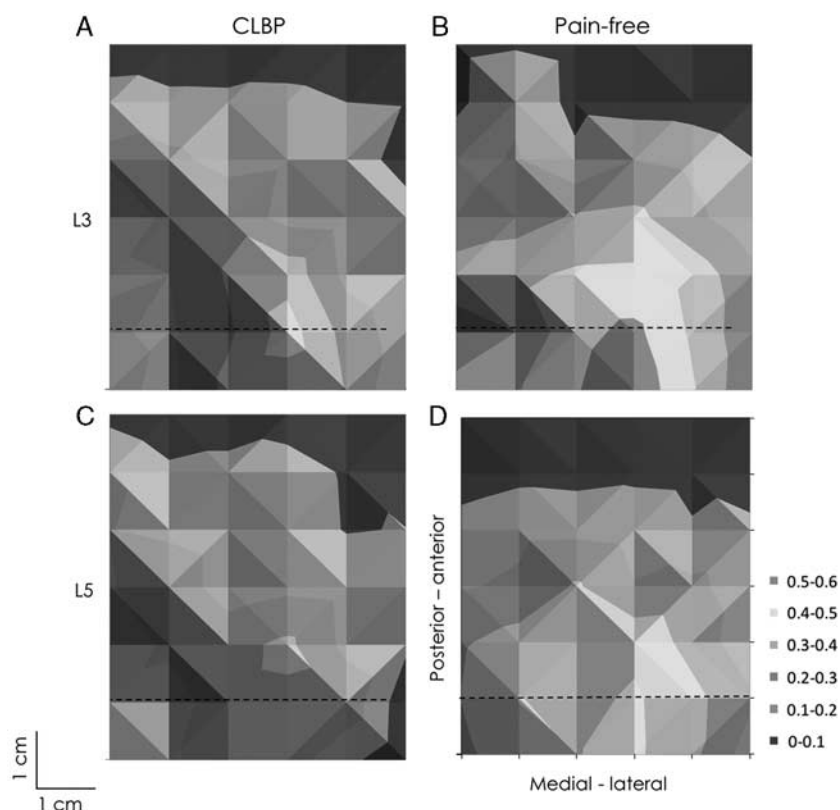 A CLBP B Pain-free
L3
C D
L5
Posterior – anterior
0.5-0.6
0.4-0.5
0.3-0.4
0.2-0.3
0.1-0.2
0-0.1
Medial - lateral
1 cm
1 cm